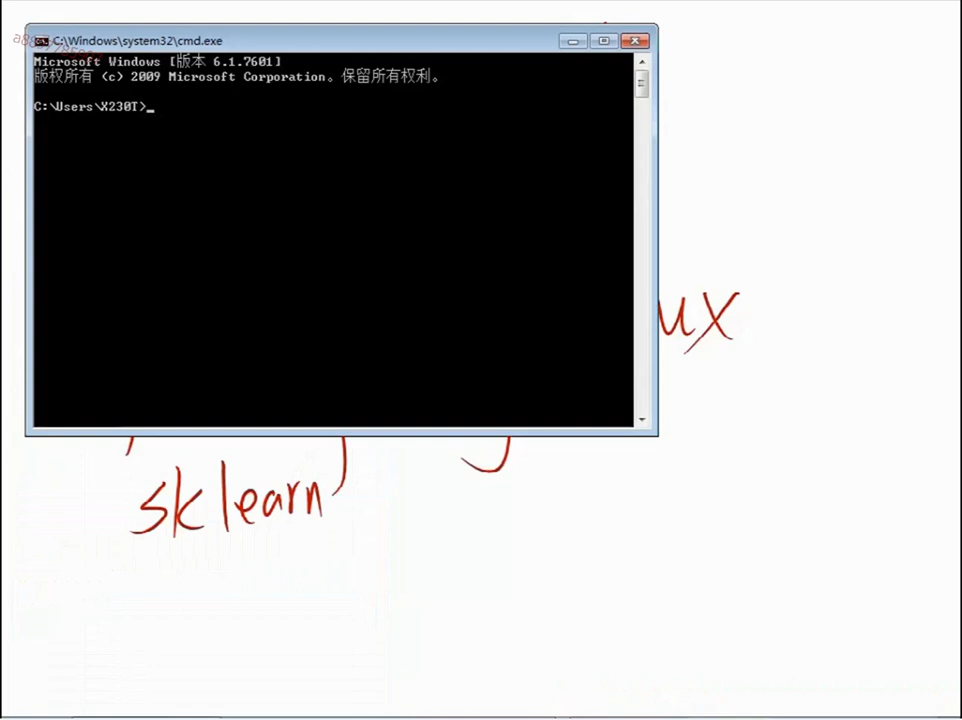 C:\Windows\system32\cmd.exe
Microsoft Windows [版本 6.1.7601]
版权所有 (c) 2009 Microsoft Corporation。保留所有权利。
C:\Users\X230T>_
ux
sklearn